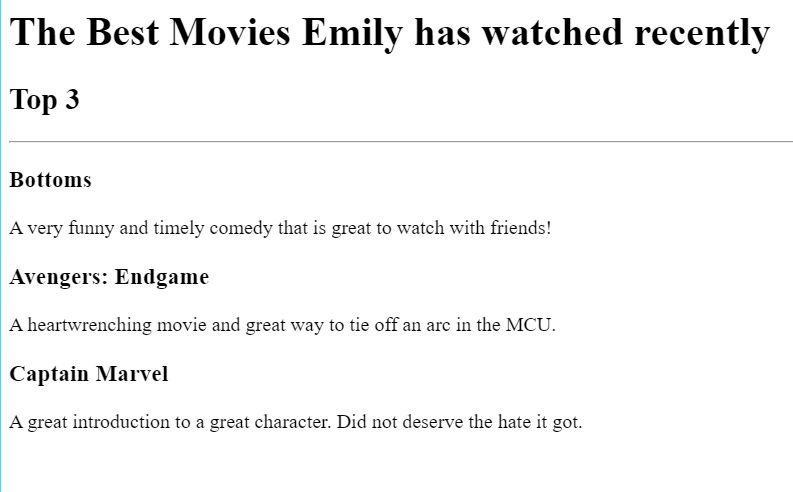 The Best Movies Emily has watched recently
Top 3
Bottoms
A very funny and timely comedy that is great to watch with friends!
Avengers: Endgame
A heartwrenching movie and great way to tie off an arc in the MCU.
Captain Marvel
A great introduction to a great character. Did not deserve the hate it got.